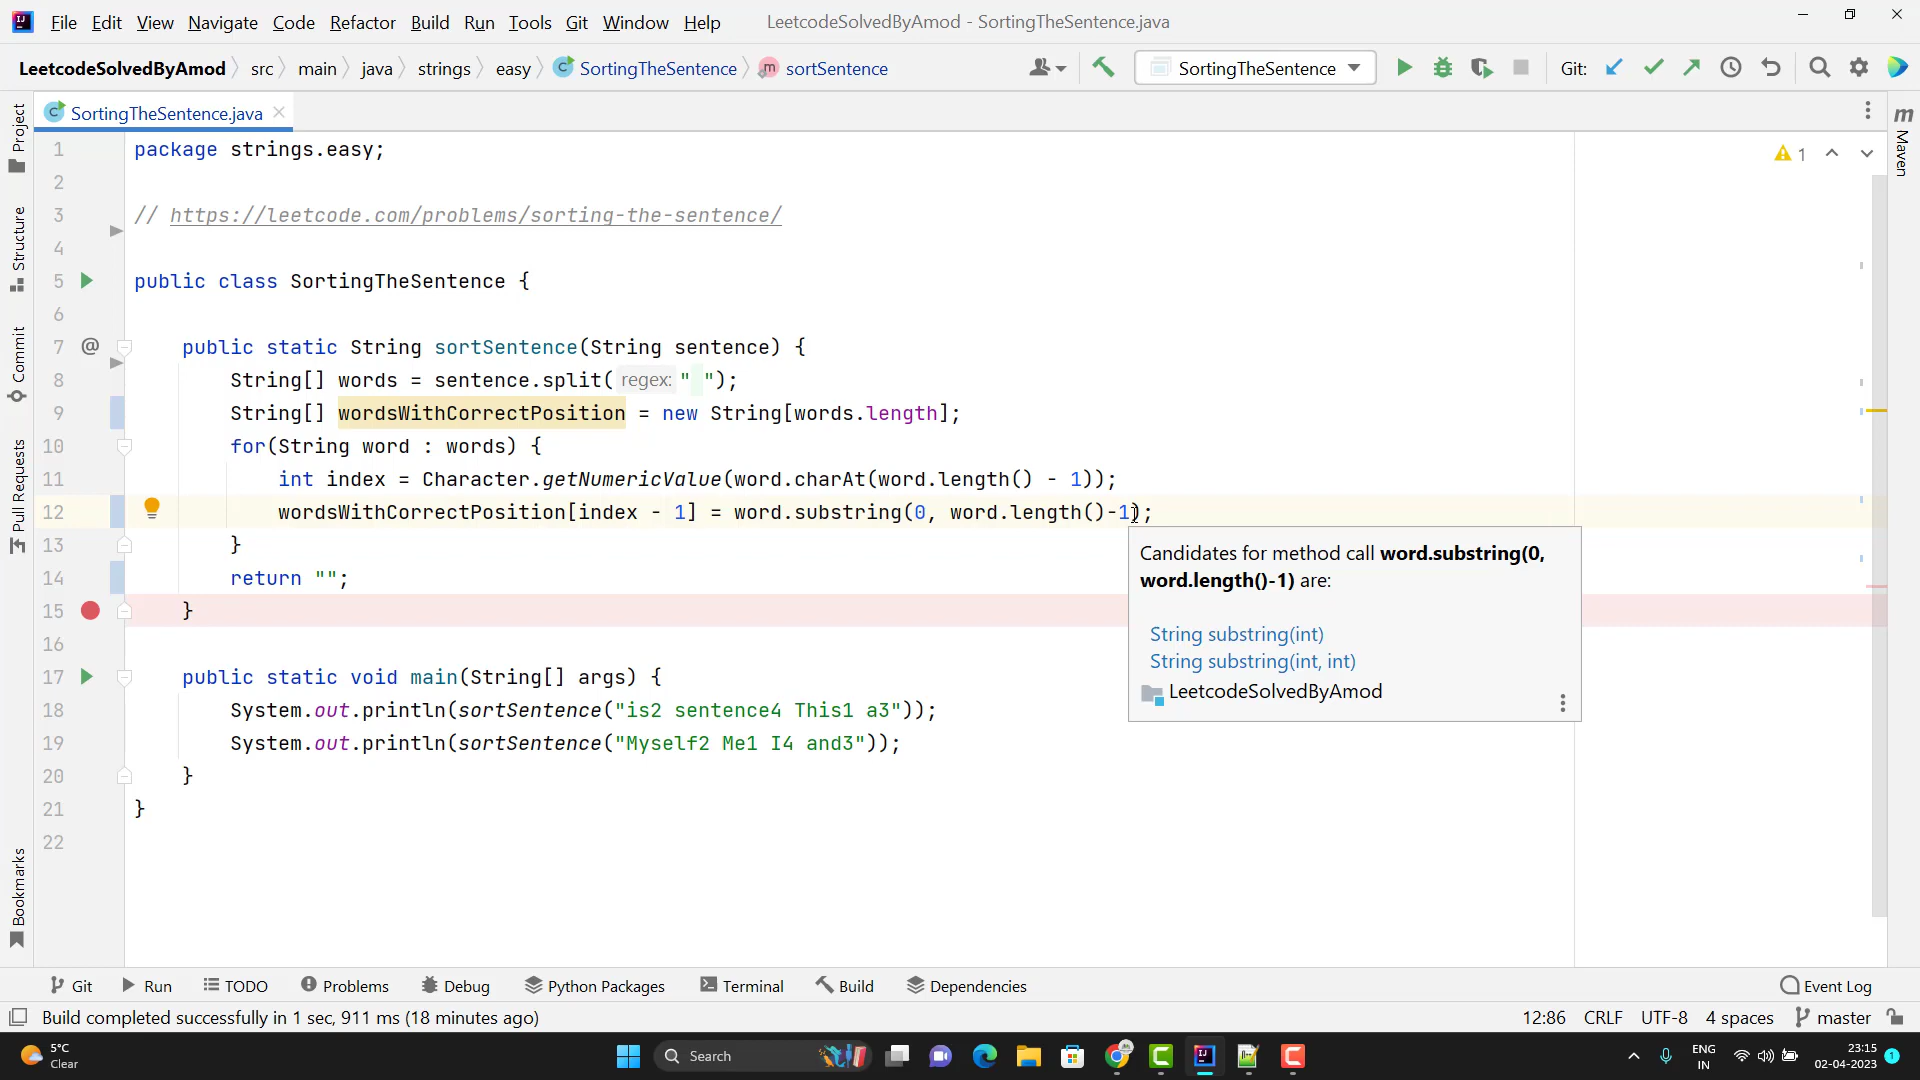 File Edit View Navigate Code Refactor Build Run Tools Git Window Help LeetcodeSolvedByAmod - SortingTheSentence.java
LeetcodeSolvedByAmod src main java strings easy SortingTheSentence sortSentence SortingTheSentence Git:
SortingTheSentence.java
Project
Structure
Commit
Pull Requests
Bookmarks
Maven
1
1 package strings.easy;
2
3 // https://leetcode.com/problems/sorting-the-sentence/
4
5 public class SortingTheSentence {
6
7 @ public static String sortSentence(String sentence) {
8 String[] words = sentence.split( regex: " ");
9 String[] wordsWithCorrectPosition = new String[words.length];
10 for(String word : words) {
11 int index = Character.getNumericValue(word.charAt(word.length() - 1));
12 wordsWithCorrectPosition[index - 1] = word.substring(0, word.length()-1);
13 }
14 return "";
15 }
16
17 public static void main(String[] args) {
18 System.out.println(sortSentence("is2 sentence4 This1 a3"));
19 System.out.println(sortSentence("Myself2 Me1 I4 and3"));
20 }
21 }
22
Candidates for method call word.substring(0,
word.length()-1) are:
String substring(int)
String substring(int, int)
LeetcodeSolvedByAmod
Git Run TODO Problems Debug Python Packages Terminal Build Dependencies Event Log
Build completed successfully in 1 sec, 911 ms (18 minutes ago) 12:86 CRLF UTF-8 4 spaces master
5°C
Clear
Search
ENG
IN
23:15
02-04-2023
1